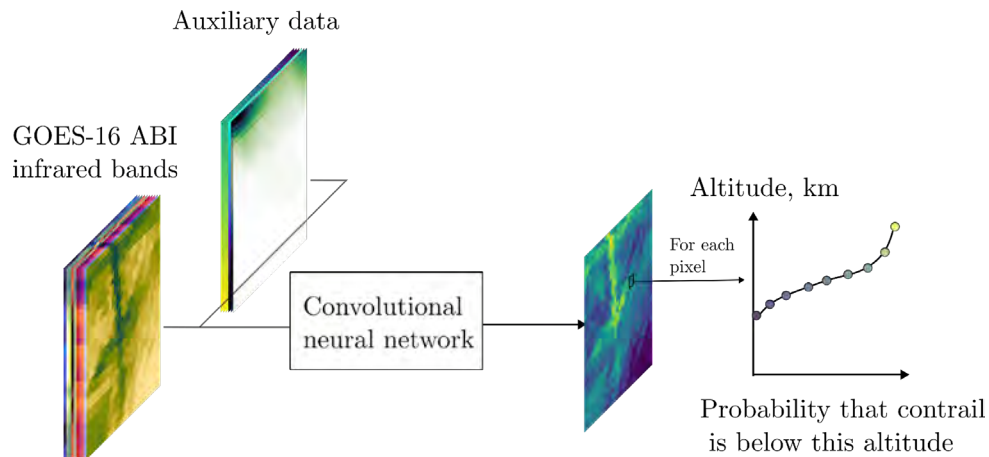 Auxiliary data
GOES-16 ABI
infrared bands
Convolutional
neural network
For each
pixel
Altitude, km
Probability that contrail
is below this altitude